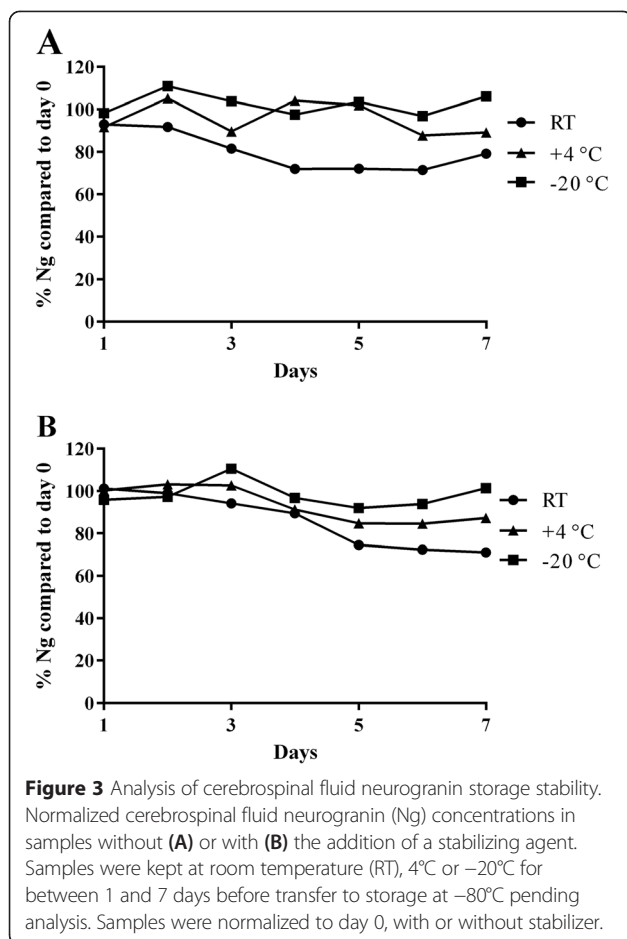 A
120
100
80
60
40
20
0
% Ng compared to day 0
1 3 5 7
Days
RT
+4 °C
-20 °C
B
120
100
80
60
40
20
0
% Ng compared to day 0
1 3 5 7
Days
RT
+4 °C
-20 °C
Figure 3 Analysis of cerebrospinal fluid neurogranin storage stability.
Normalized cerebrospinal fluid neurogranin (Ng) concentrations in
samples without (A) or with (B) the addition of a stabilizing agent.
Samples were kept at room temperature (RT), 4°C or −20°C for
between 1 and 7 days before transfer to storage at −80°C pending
analysis. Samples were normalized to day 0, with or without stabilizer.